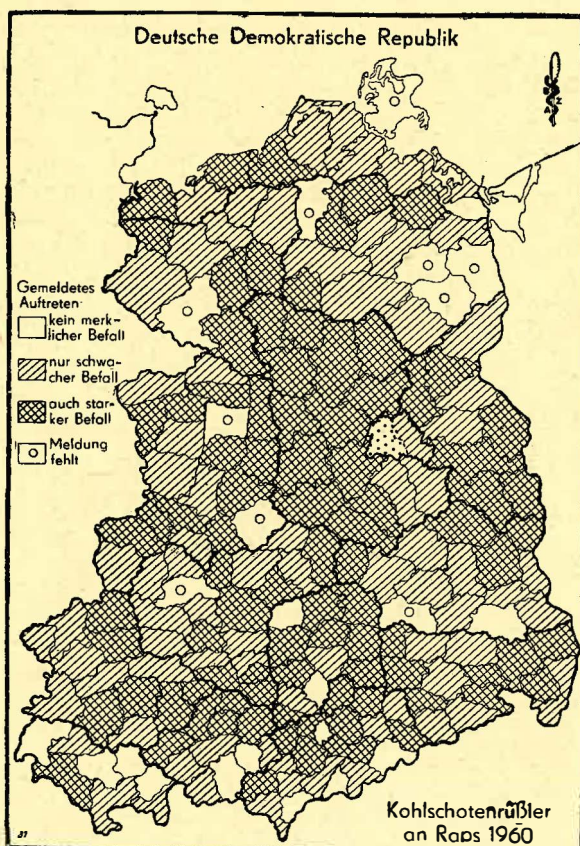 Deutsche Demokratische Republik
Gemeldetes
Auftreten:
kein merk-
licher Befall
nur schwa-
cher Befall
auch star-
ker Befall
Meldung
fehlt
Kohlschotenrüßler
an Raps 1960